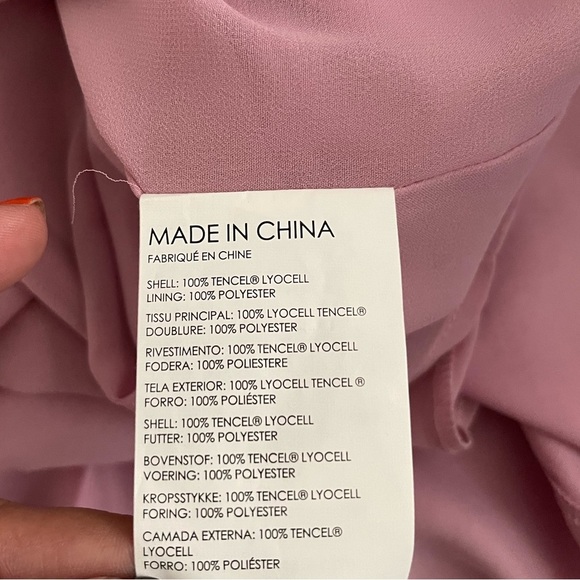 MADE IN CHINA
FABRIQUÉ EN CHINE
SHELL: 100% TENCEL® LYOCELL
LINING: 100% POLYESTER
TISSU PRINCIPAL: 100% LYOCELL TENCEL®
DOUBLURE: 100% POLYESTER
RIVESTIMENTO: 100% TENCEL® LYOCELL
FODERA: 100% POLIESTERE
TELA EXTERIOR: 100% LYOCELL TENCEL ®
FORRO: 100% POLIÉSTER
SHELL: 100% TENCEL® LYOCELL
FUTTER: 100% POLYESTER
BOVENSTOF: 100% TENCEL® LYOCELL
VOERING: 100% POLYESTER
KROPSSTYKKE: 100% TENCEL® LYOCELL
FORING: 100% POLYESTER
CAMADA EXTERNA: 100% TENCEL®
LYOCELL
FORRO: 100% POLIÉSTER